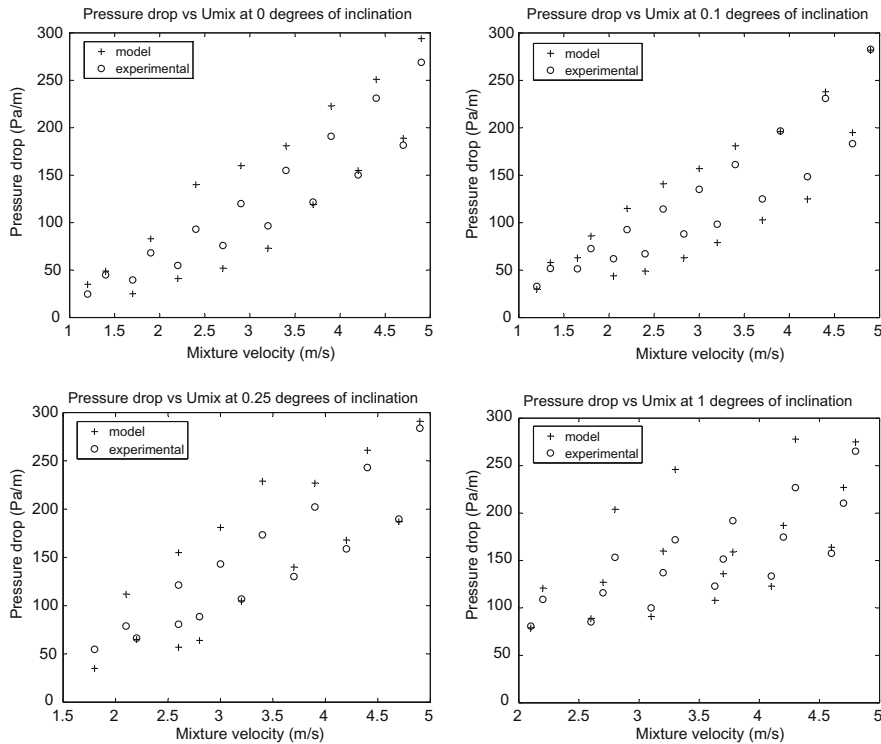 Pressure drop vs Umix at 0 degrees of inclination
300
250
200
150
100
50
0
Pressure drop (Pa/m)
model
experimental
1 1.5 2 2.5 3 3.5 4 4.5 5
Mixture velocity (m/s)
Pressure drop vs Umix at 0.1 degrees of inclination
300
250
200
150
100
50
0
Pressure drop (Pa/m)
model
experimental
1 1.5 2 2.5 3 3.5 4 4.5 5
Mixture velocity (m/s)
Pressure drop vs Umix at 0.25 degrees of inclination
300
250
200
150
100
50
0
Pressure drop (Pa/m)
model
experimental
1.5 2 2.5 3 3.5 4 4.5 5
Mixture velocity (m/s)
Pressure drop vs Umix at 1 degrees of inclination
300
250
200
150
100
50
0
Pressure drop (Pa/m)
model
experimental
2 2.5 3 3.5 4 4.5 5
Mixture velocity (m/s)